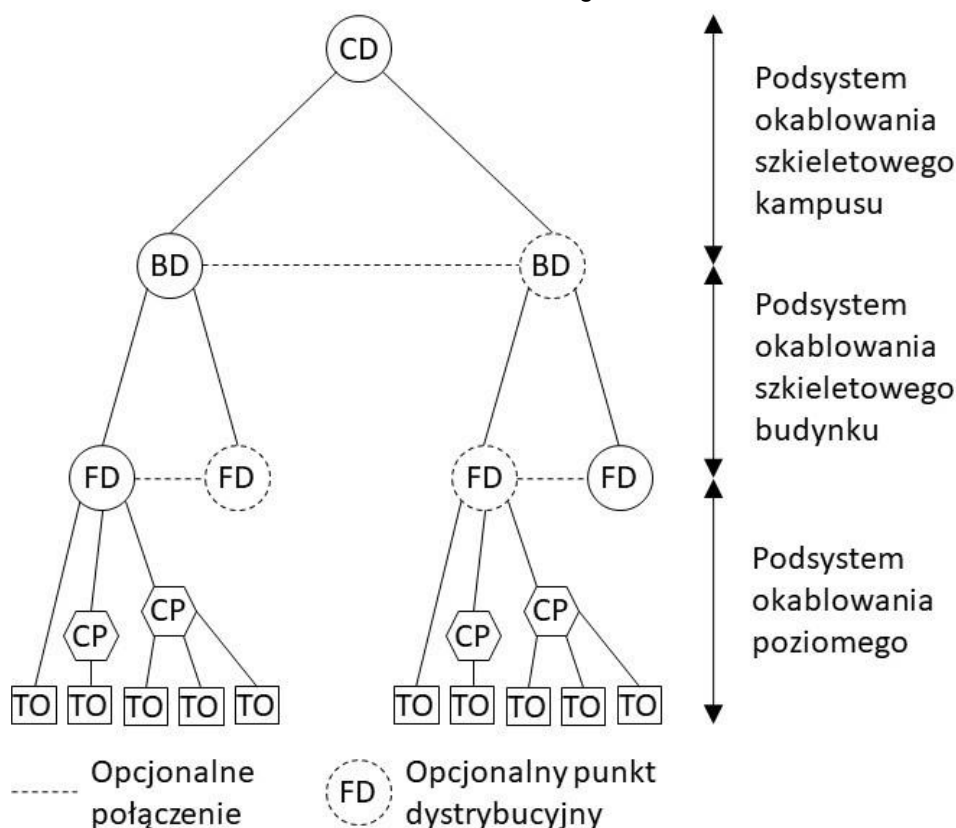 CD
Podsystem
okablowania
szkieletowego
kampusu
BD
BD
Podsystem
okablowania
szkieletowego
budynku
FD
FD
FD
FD
Podsystem
okablowania
poziomego
CP
CP
CP
CP
TO TO TO TO TO
TO TO TO TO TO
Opcjonalne
połączenie
FD
Opcjonalny punkt
dystrybucyjny